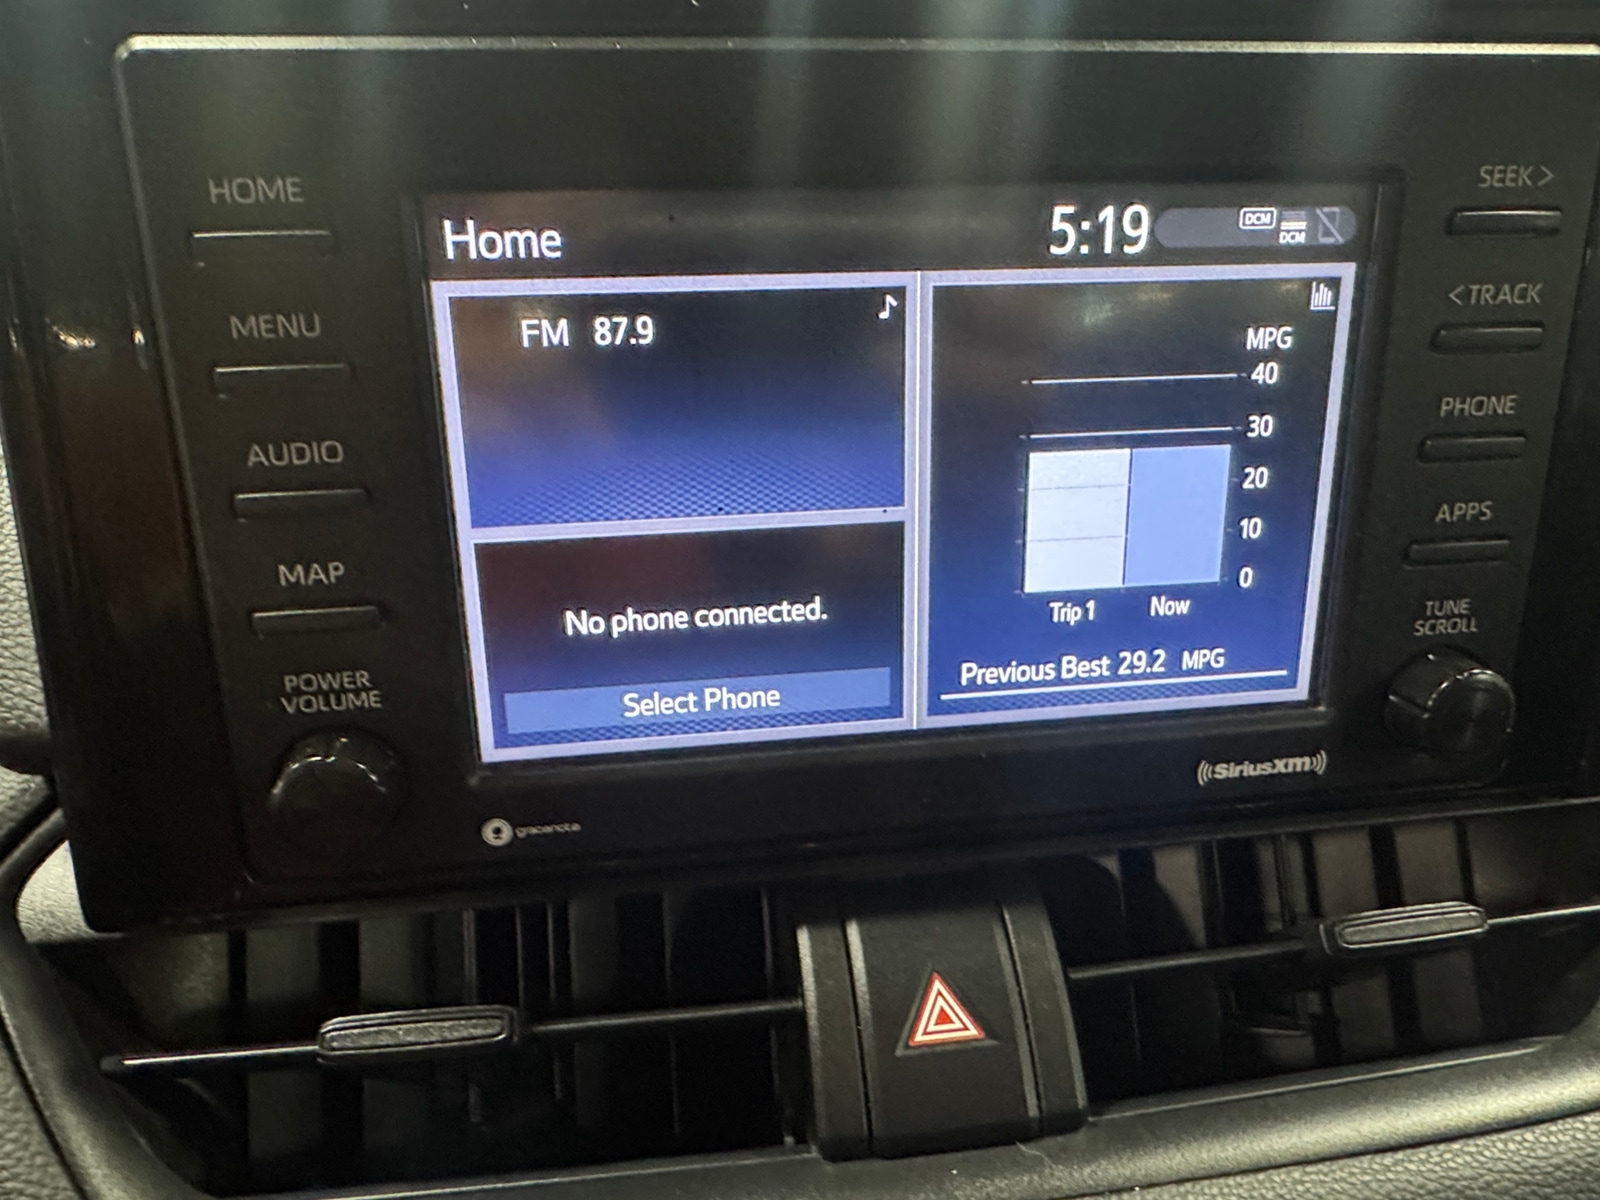 HOME
MENU
AUDIO
MAP
POWER
VOLUME
Home
5:19
DCM
DCM
FM 87.9
No phone connected.
Select Phone
MPG
40
30
20
10
0
Trip 1
Now
Previous Best 29.2 MPG
SEEK>
<TRACK
PHONE
APPS
TUNE
SCROLL
gracenote
((SiriusXM))